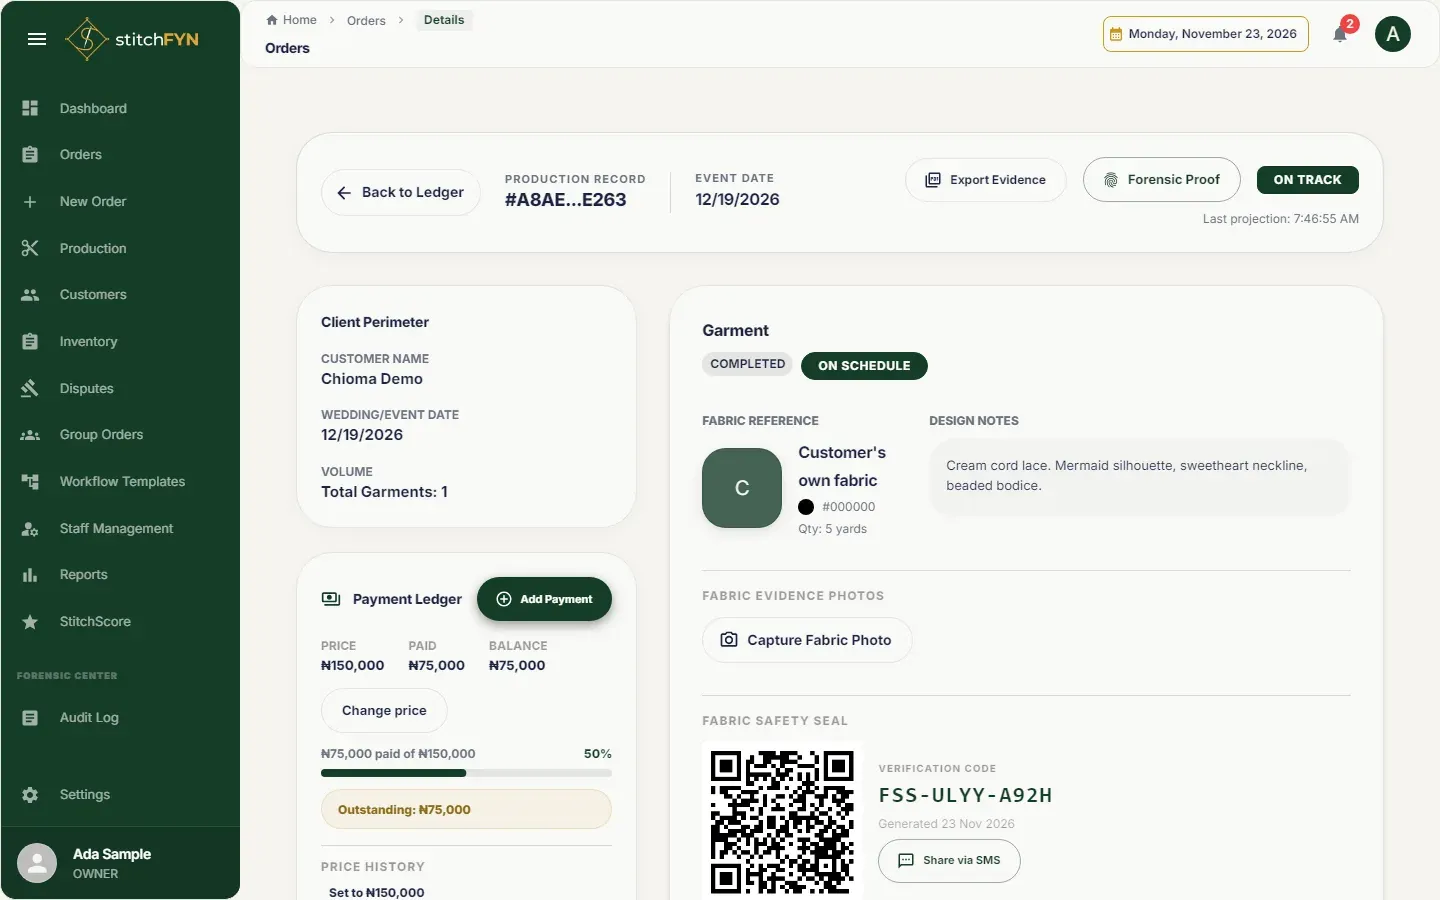 stitchFYN
Dashboard
Orders
New Order
Production
Customers
Inventory
Disputes
Group Orders
Workflow Templates
Staff Management
Reports
StitchScore
FORENSIC CENTER
Audit Log
Settings
Ada Sample
OWNER
Home > Orders > Details
Orders
Monday, November 23, 2026
2
A
Back to Ledger
PRODUCTION RECORD
#A8AE...E263
EVENT DATE
12/19/2026
Export Evidence
Forensic Proof
ON TRACK
Last projection: 7:46:55 AM
Client Perimeter
CUSTOMER NAME
Chioma Demo
WEDDING/EVENT DATE
12/19/2026
VOLUME
Total Garments: 1
Payment Ledger
Add Payment
PRICE PAID BALANCE
₦150,000 ₦75,000 ₦75,000
Change price
₦75,000 paid of ₦150,000 50%
Outstanding: ₦75,000
PRICE HISTORY
Set to ₦150,000
Garment
COMPLETED ON SCHEDULE
FABRIC REFERENCE
C
Customer's
own fabric
#000000
Qty: 5 yards
DESIGN NOTES
Cream cord lace. Mermaid silhouette, sweetheart neckline,
beaded bodice.
FABRIC EVIDENCE PHOTOS
Capture Fabric Photo
FABRIC SAFETY SEAL
VERIFICATION CODE
FSS-ULYY-A92H
Generated 23 Nov 2026
Share via SMS